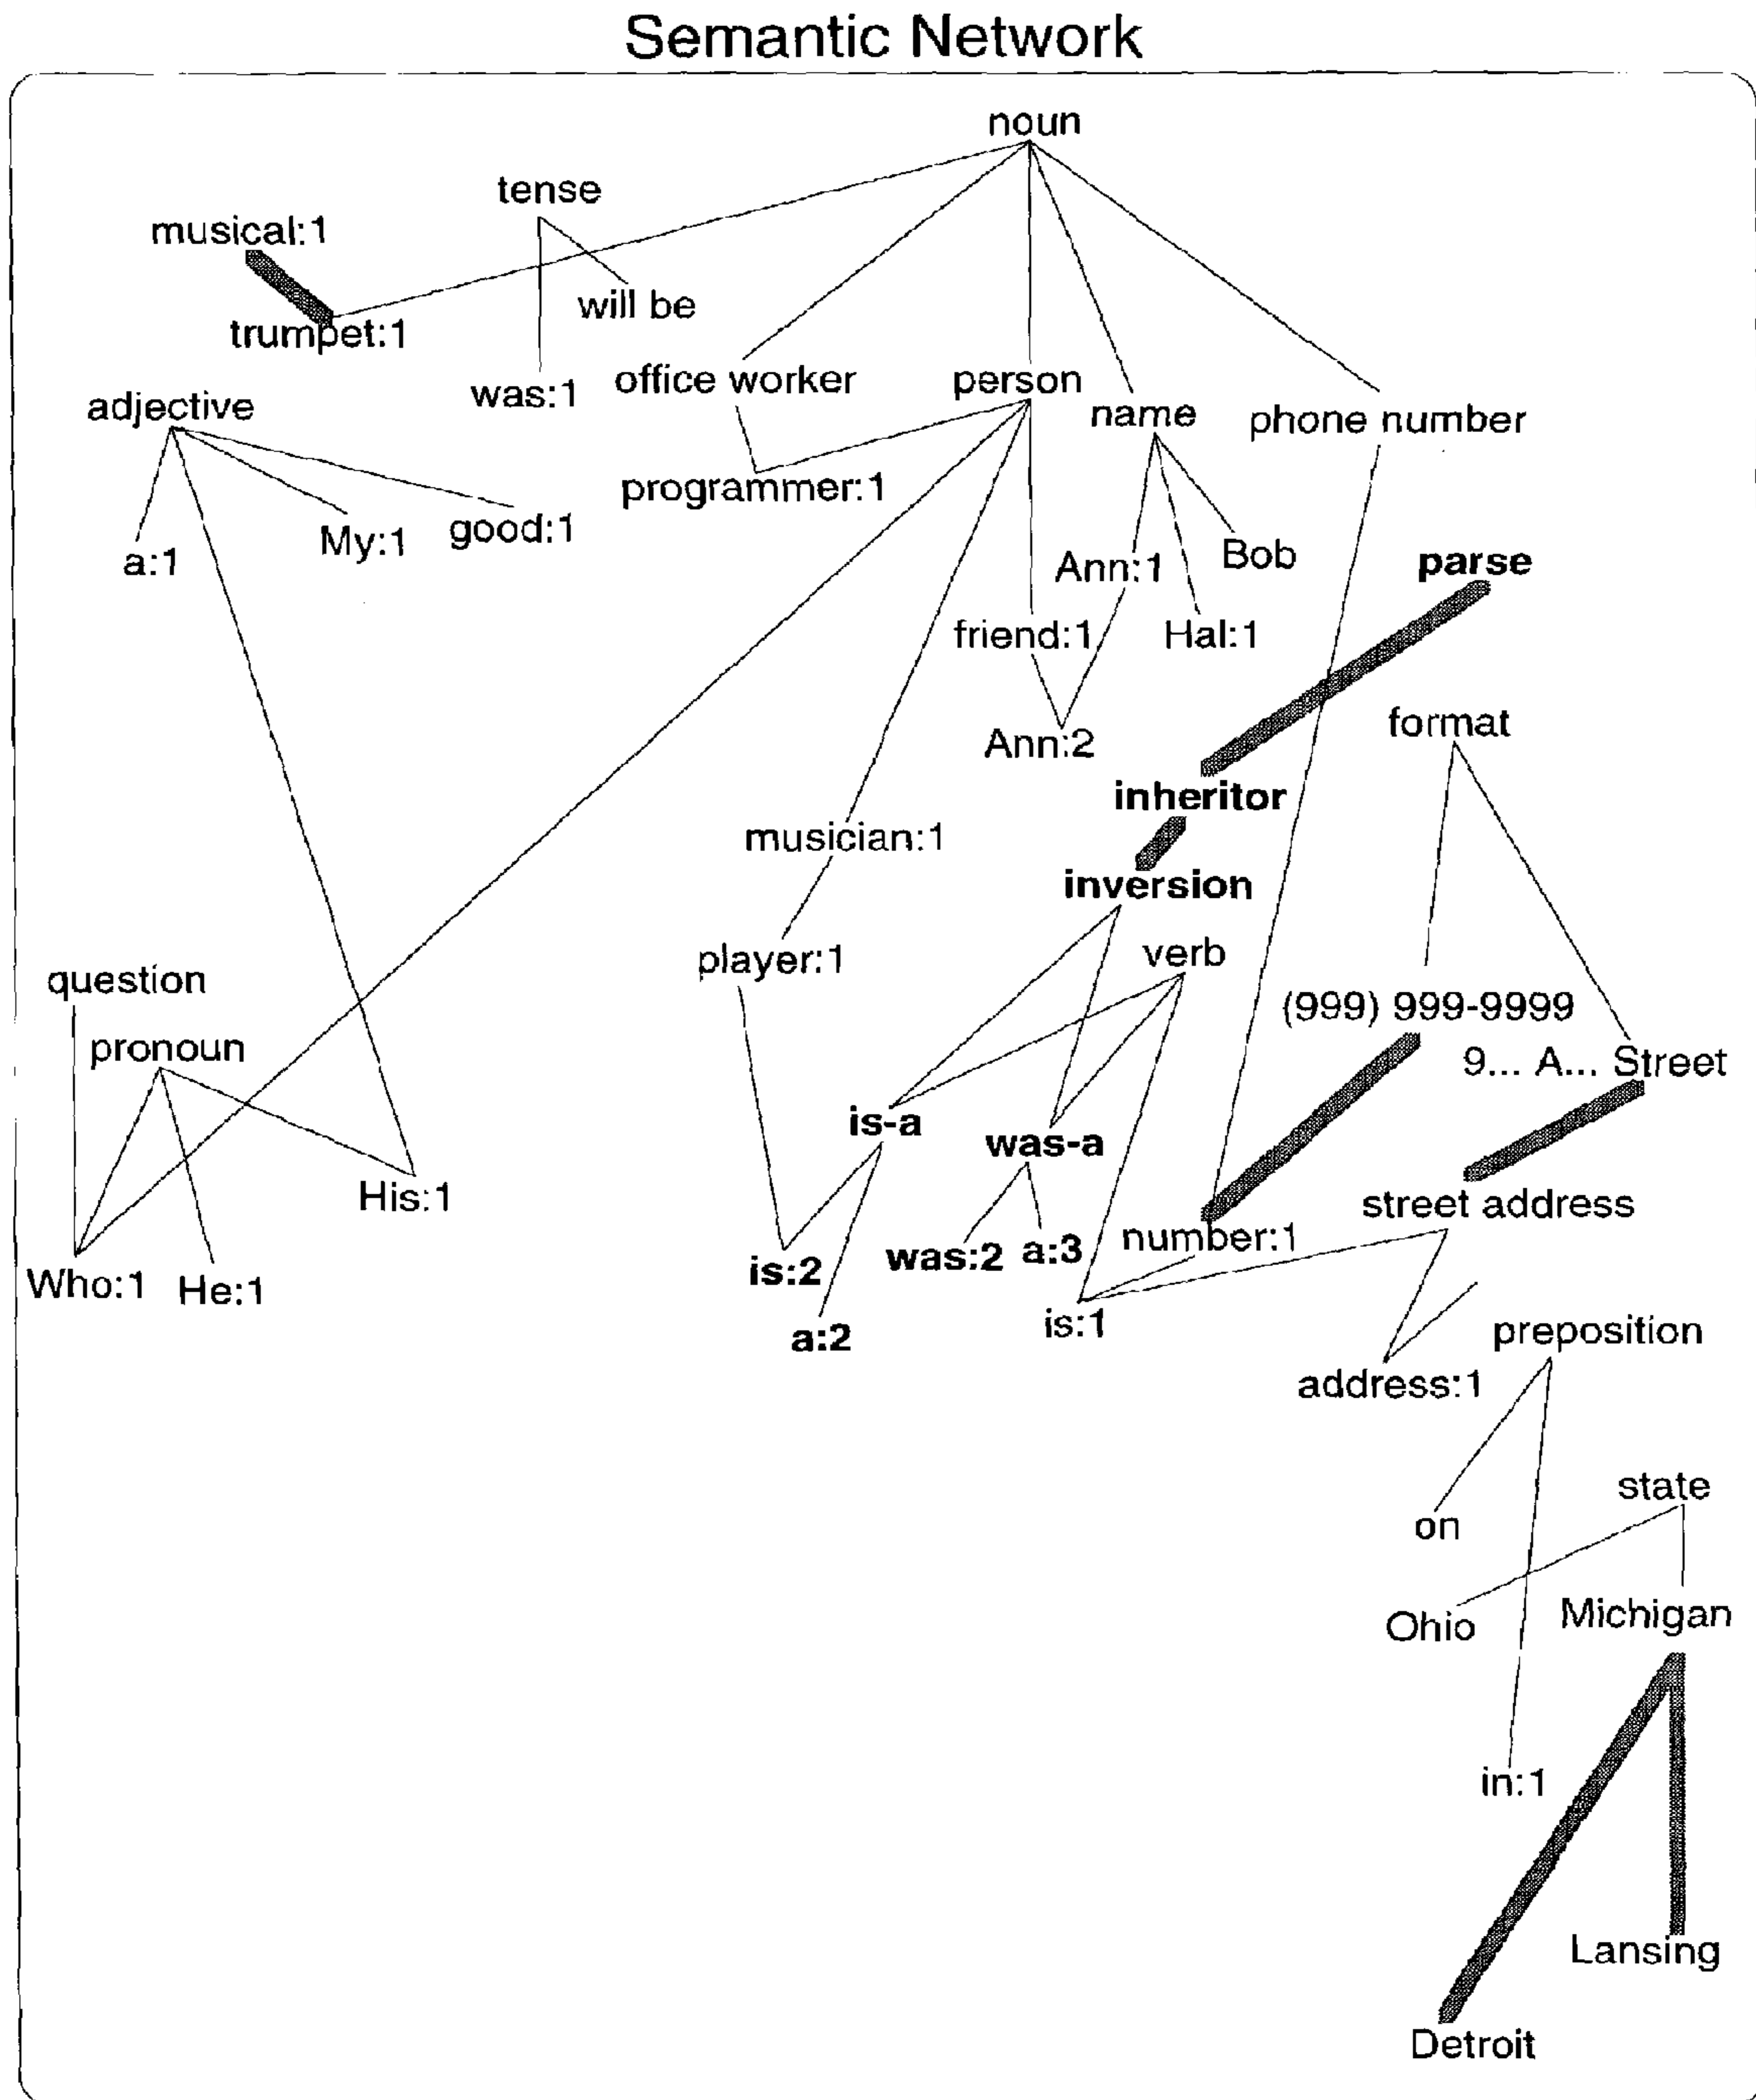 Semantic Network
noun
tense
musical:1
will be
trumpet:1
was:1
office worker
person
adjective
name
phone number
programmer:1
a:1
My:1
good:1
Ann:1
Bob
parse
friend:1
Hal:1
Ann:2
format
inheritor
musician:1
inversion
player:1
verb
question
(999) 999-9999
pronoun
9... A... Street
is-a
was-a
His:1
street address
Who:1
He:1
is:2
was:2
a:3
number:1
a:2
is:1
preposition
address:1
state
on
Ohio
Michigan
in:1
Lansing
Detroit